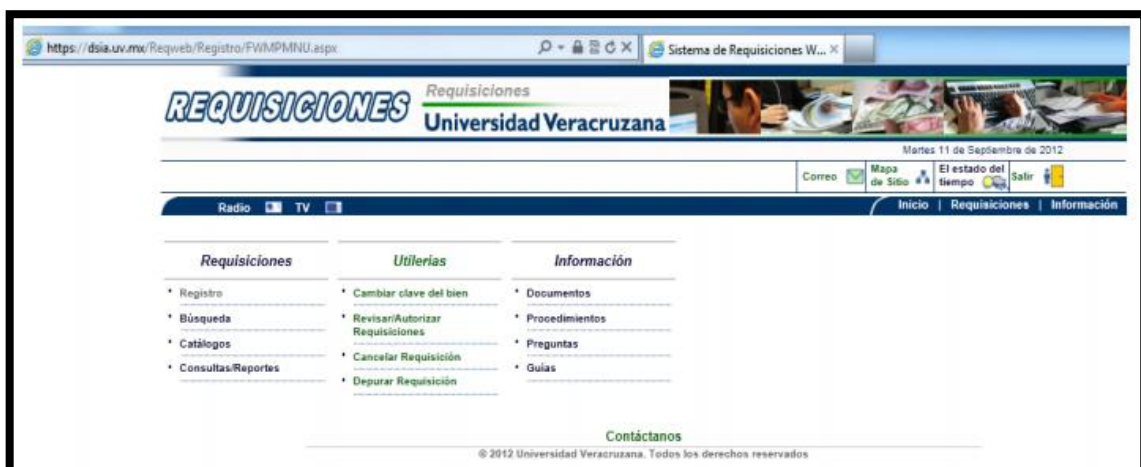 https://dsia.uv.mx/Reqweb/Registro/FWMPMNU.aspx
Sistema de Requisiciones W...
REQUISICIONES
Requisiciones
Universidad Veracruzana
Martes 11 de Septiembre de 2012
Correo
Mapa de Sitio
El estado del tiempo
Salir
Radio TV
Inicio | Requisiciones | Información
Requisiciones
* Registro
* Búsqueda
* Catálogos
* Consultas/Reportes
Utilerias
* Cambiar clave del bien
* Revisar/Autorizar
Requisiciones
* Cancelar Requisición
* Depurar Requisición
Información
* Documentos
* Procedimientos
* Preguntas
* Guias
Contáctanos
© 2012 Universidad Veracruzana. Todos los derechos reservados